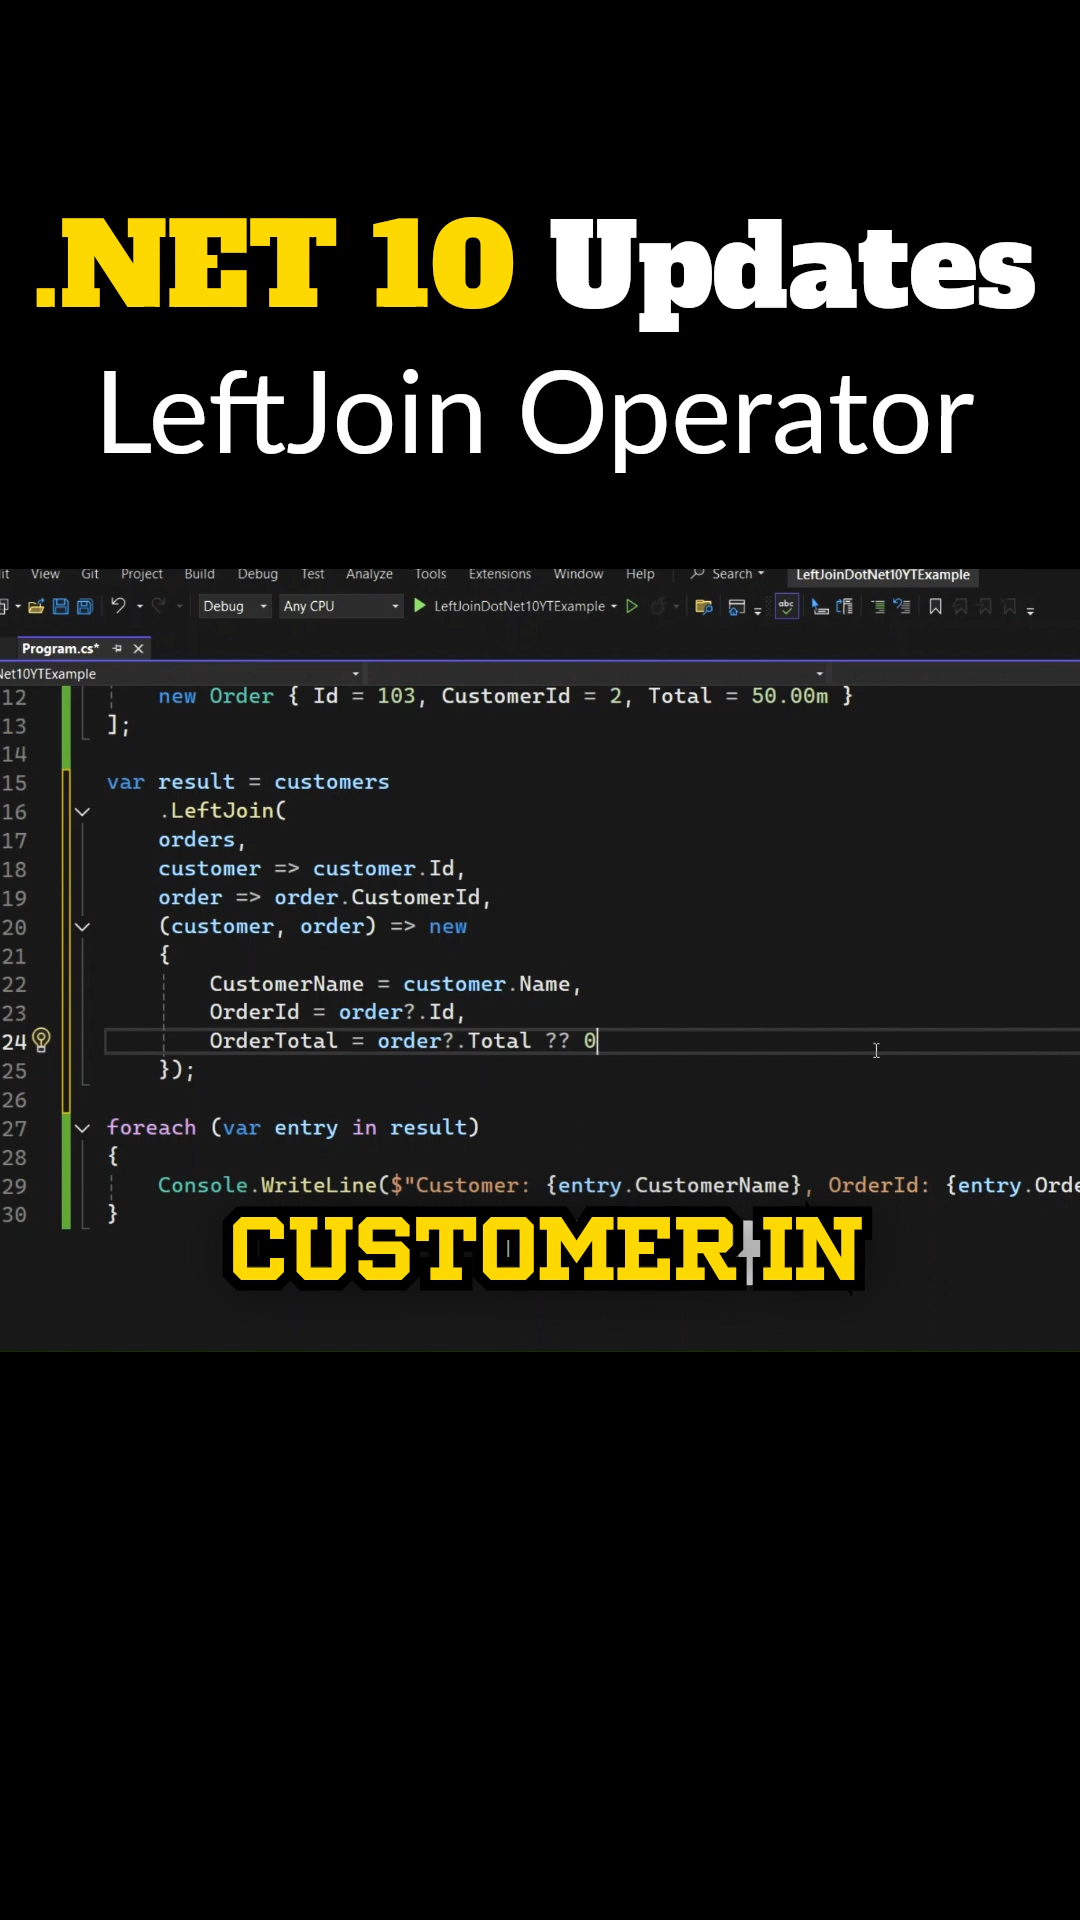 .NET 10 Updates
LeftJoin Operator
it View Git Project Build Debug Test Analyze Tools Extensions Window Help Search LeftJoinDotNet10YTExample
Debug Any CPU LeftJoinDotNet10YTExample abc
Program.cs*
Net10YTExample
12 new Order { Id = 103, CustomerId = 2, Total = 50.00m }
13 ];
14
15 var result = customers
16 .LeftJoin(
17 orders,
18 customer => customer.Id,
19 order => order.CustomerId,
20 (customer, order) => new
21 {
22 CustomerName = customer.Name,
23 OrderId = order?.Id,
24 OrderTotal = order?.Total ?? 0
25 });
26
27 foreach (var entry in result)
28 {
29 Console.WriteLine($"Customer: {entry.CustomerName}, OrderId: {entry.Orde
30 }
CUSTOMER IN